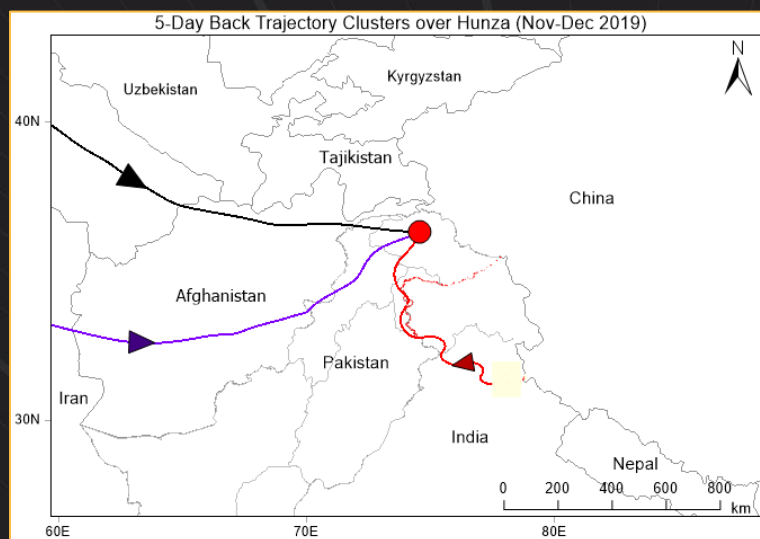 5-Day Back Trajectory Clusters over Hunza (Nov-Dec 2019)
N
Kyrgyzstan
Uzbekistan
40N
Tajikistan
China
Afghanistan
Pakistan
Iran
30N
India
Nepal
0 200 400 600 800
km
60E 70E 80E